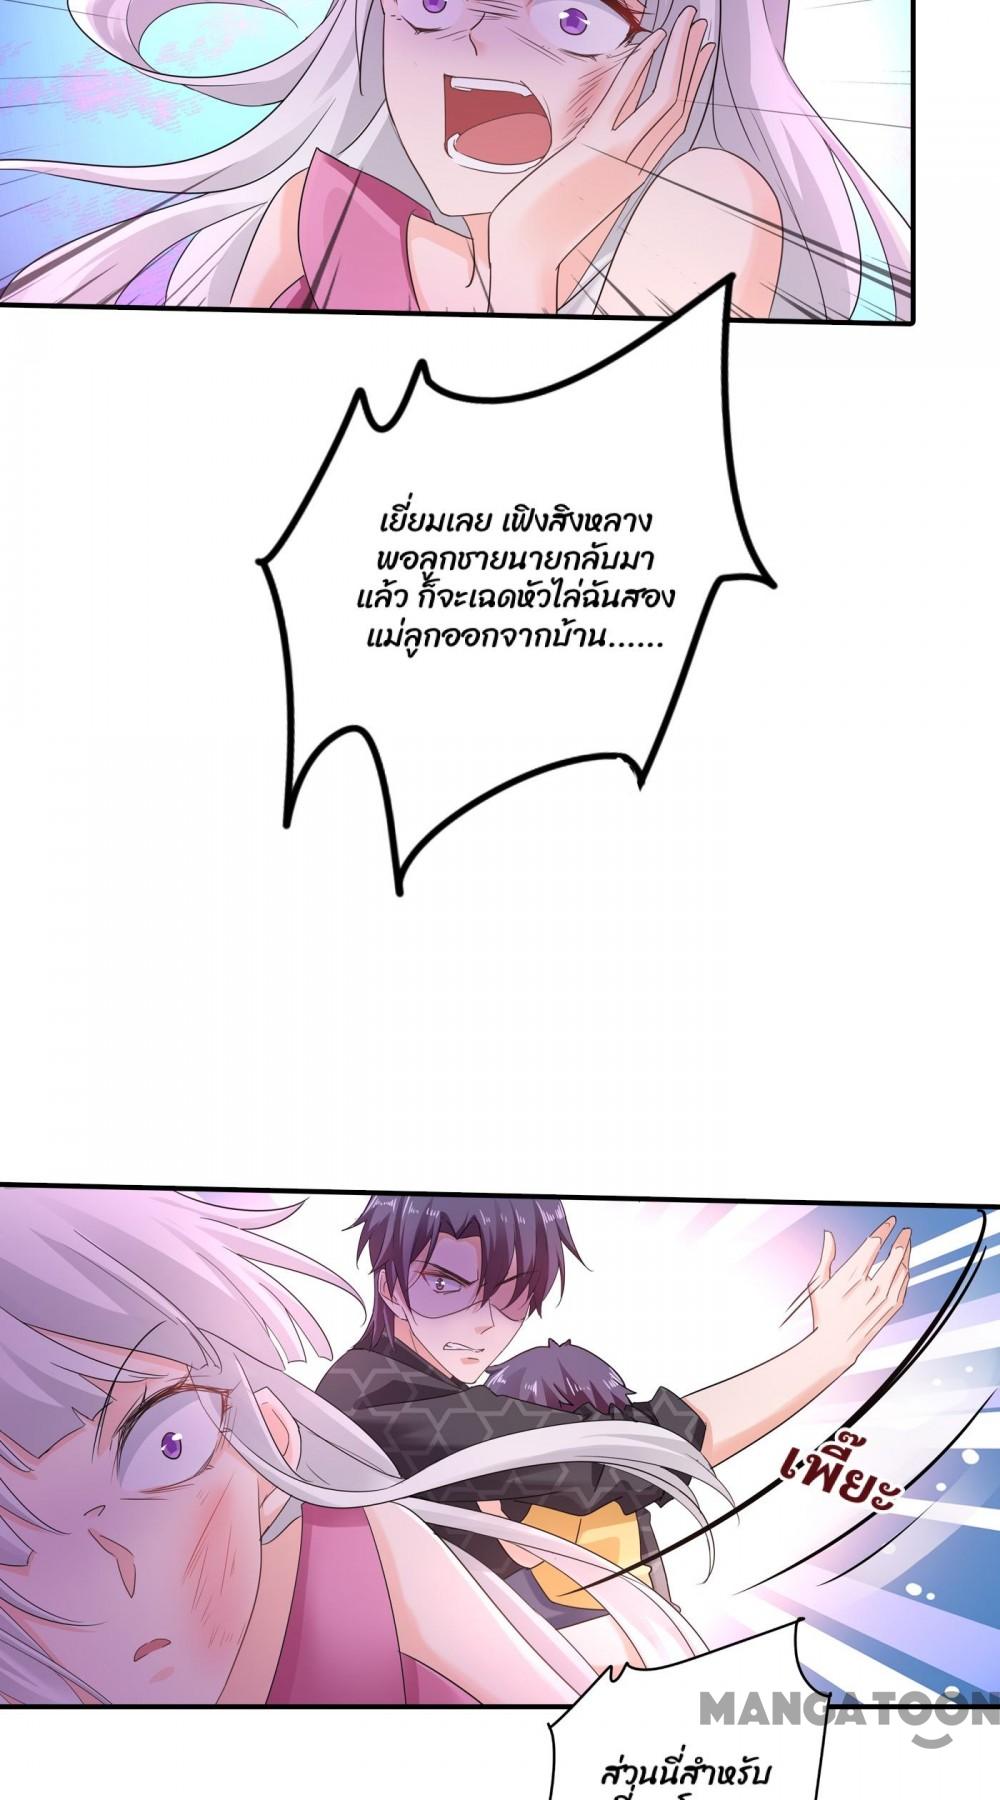 เยี่ยมเลย เฟิงสิงหลาง
พอลูกชายนายกลับมา
แล้ว ก็จะเฉดหัวไล่ฉันสอง
แม่ลูกออกจากบ้าน......
เพี๊ยะ
MANGATOON
ส่วนนี่สำหรับ